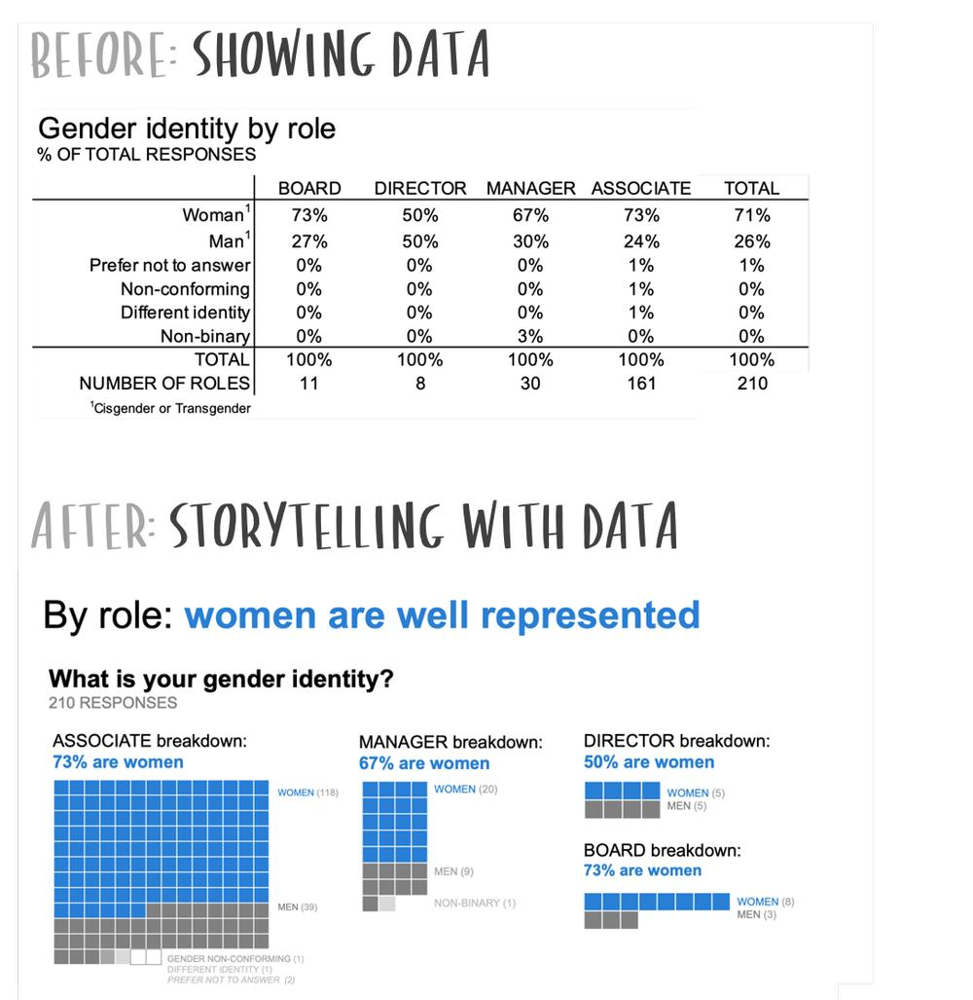 BEFORE: SHOWING DATA
Gender identity by role
% OF TOTAL RESPONSES
BOARD DIRECTOR MANAGER ASSOCIATE TOTAL
Woman¹ 73% 50% 67% 73% 71%
Man¹ 27% 50% 30% 24% 26%
Prefer not to answer 0% 0% 0% 1% 1%
Non-conforming 0% 0% 0% 1% 0%
Different identity 0% 0% 0% 1% 0%
Non-binary 0% 0% 3% 0% 0%
TOTAL 100% 100% 100% 100% 100%
NUMBER OF ROLES 11 8 30 161 210
¹Cisgender or Transgender
AFTER: STORYTELLING WITH DATA
By role: women are well represented
What is your gender identity?
210 RESPONSES
ASSOCIATE breakdown:
73% are women
WOMEN (118)
MEN (39)
GENDER NON-CONFORMING (1)
DIFFERENT IDENTITY (1)
PREFER NOT TO ANSWER (2)
MANAGER breakdown:
67% are women
WOMEN (20)
MEN (9)
NON-BINARY (1)
DIRECTOR breakdown:
50% are women
WOMEN (5)
MEN (5)
BOARD breakdown:
73% are women
WOMEN (8)
MEN (3)